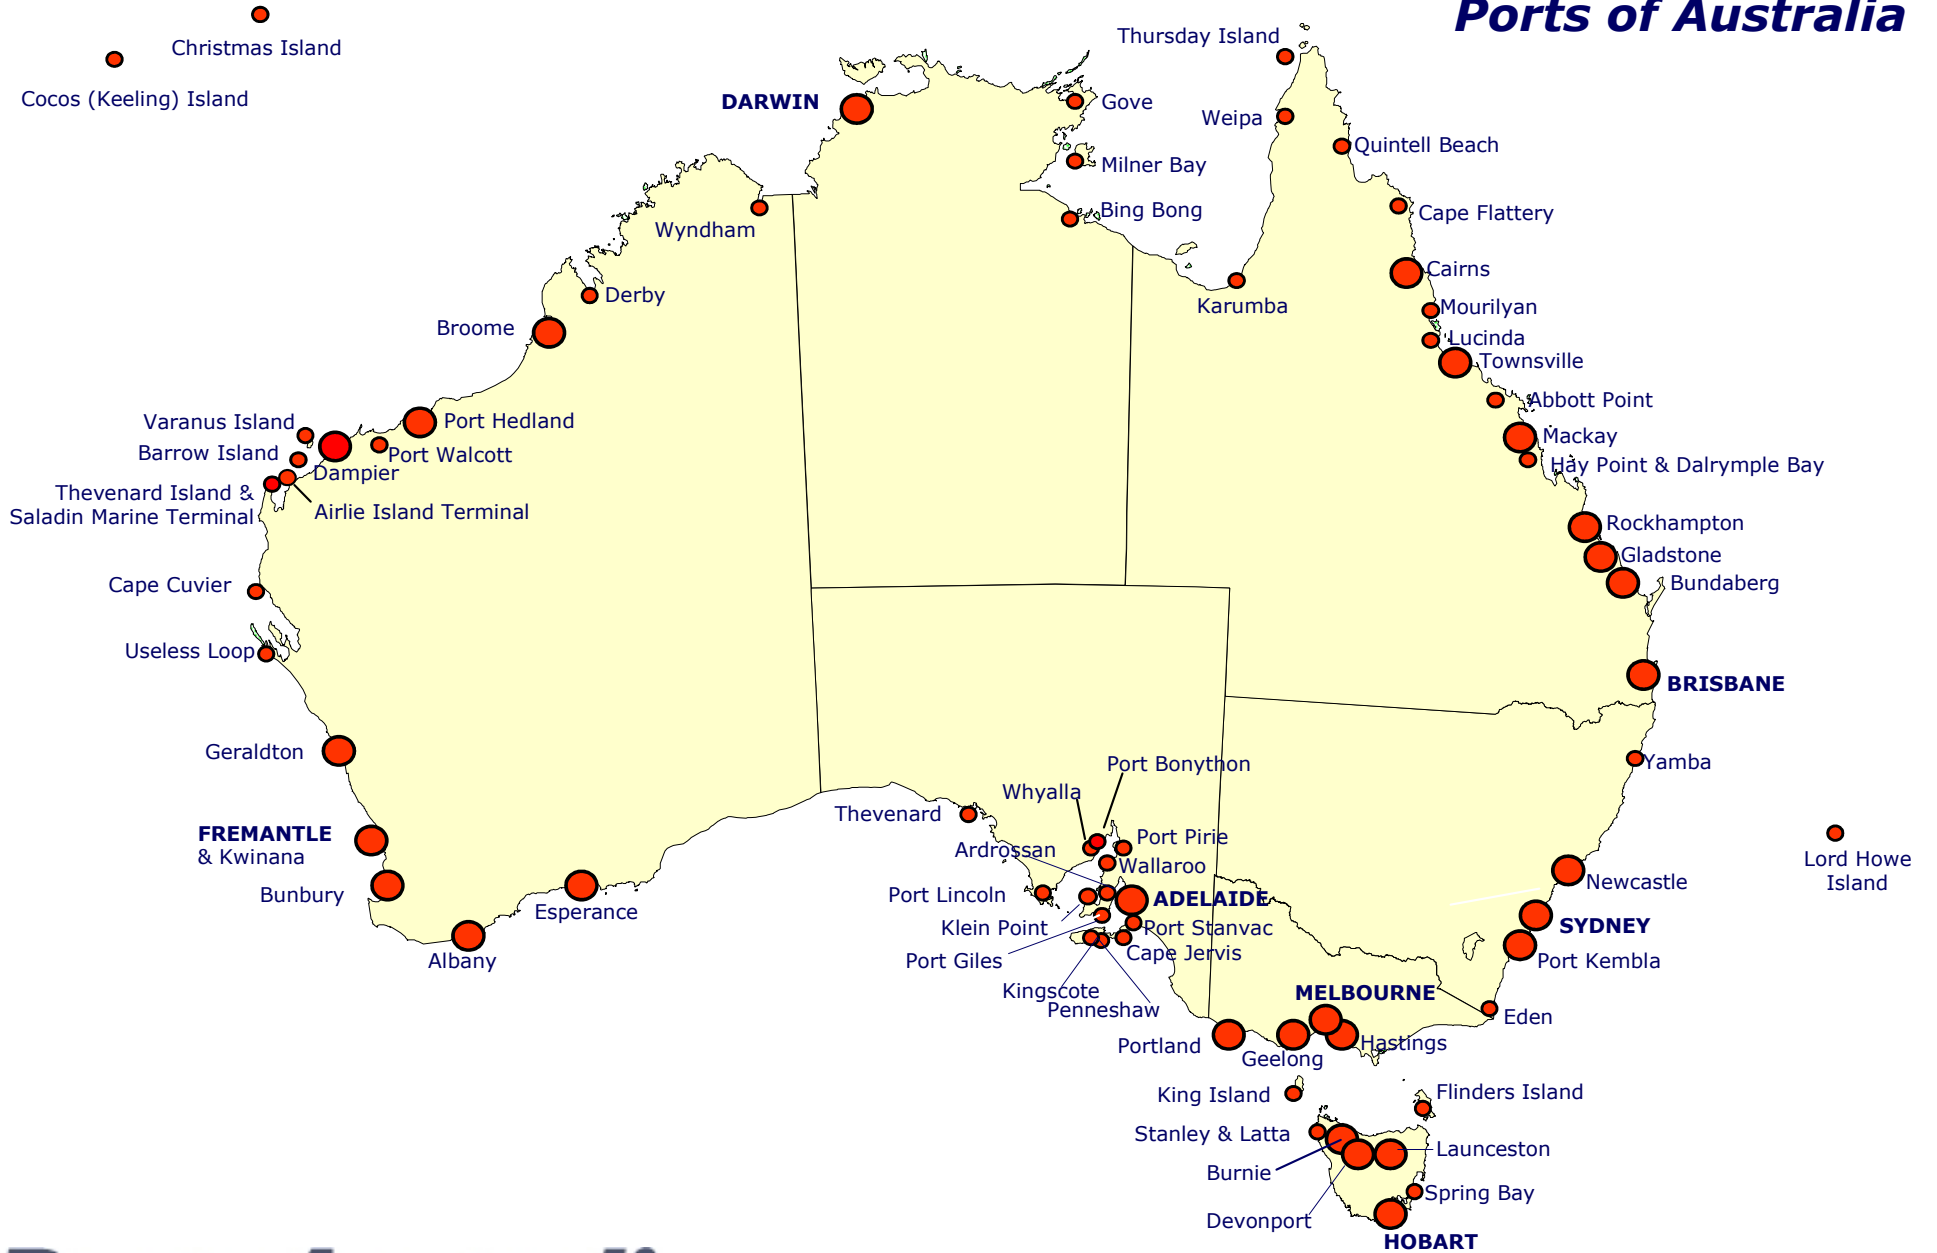 Ports of Australia
Christmas Island
Cocos (Keeling) Island
Thursday Island
DARWIN
Gove
Weipa
Quintell Beach
Milner Bay
Bing Bong
Cape Flattery
Wyndham
Cairns
Derby
Karumba
Mourilyan
Broome
Lucinda
Townsville
Abbott Point
Varanus Island
Port Hedland
Mackay
Barrow Island
Port Walcott
Hay Point & Dalrymple Bay
Dampier
Thevenard Island &
Saladin Marine Terminal
Airlie Island Terminal
Rockhampton
Gladstone
Cape Cuvier
Bundaberg
Useless Loop
BRISBANE
Geraldton
Port Bonython
Yamba
Whyalla
Thevenard
FREMANTLE
& Kwinana
Port Pirie
Ardrossan
Wallaroo
Lord Howe
Island
Newcastle
Bunbury
Port Lincoln
ADELAIDE
Esperance
Klein Point
Port Stanvac
SYDNEY
Albany
Port Giles
Cape Jervis
Port Kembla
Kingscote
MELBOURNE
Penneshaw
Eden
Portland
Hastings
Geelong
King Island
Flinders Island
Stanley & Latta
Launceston
Burnie
Spring Bay
Devonport
HOBART